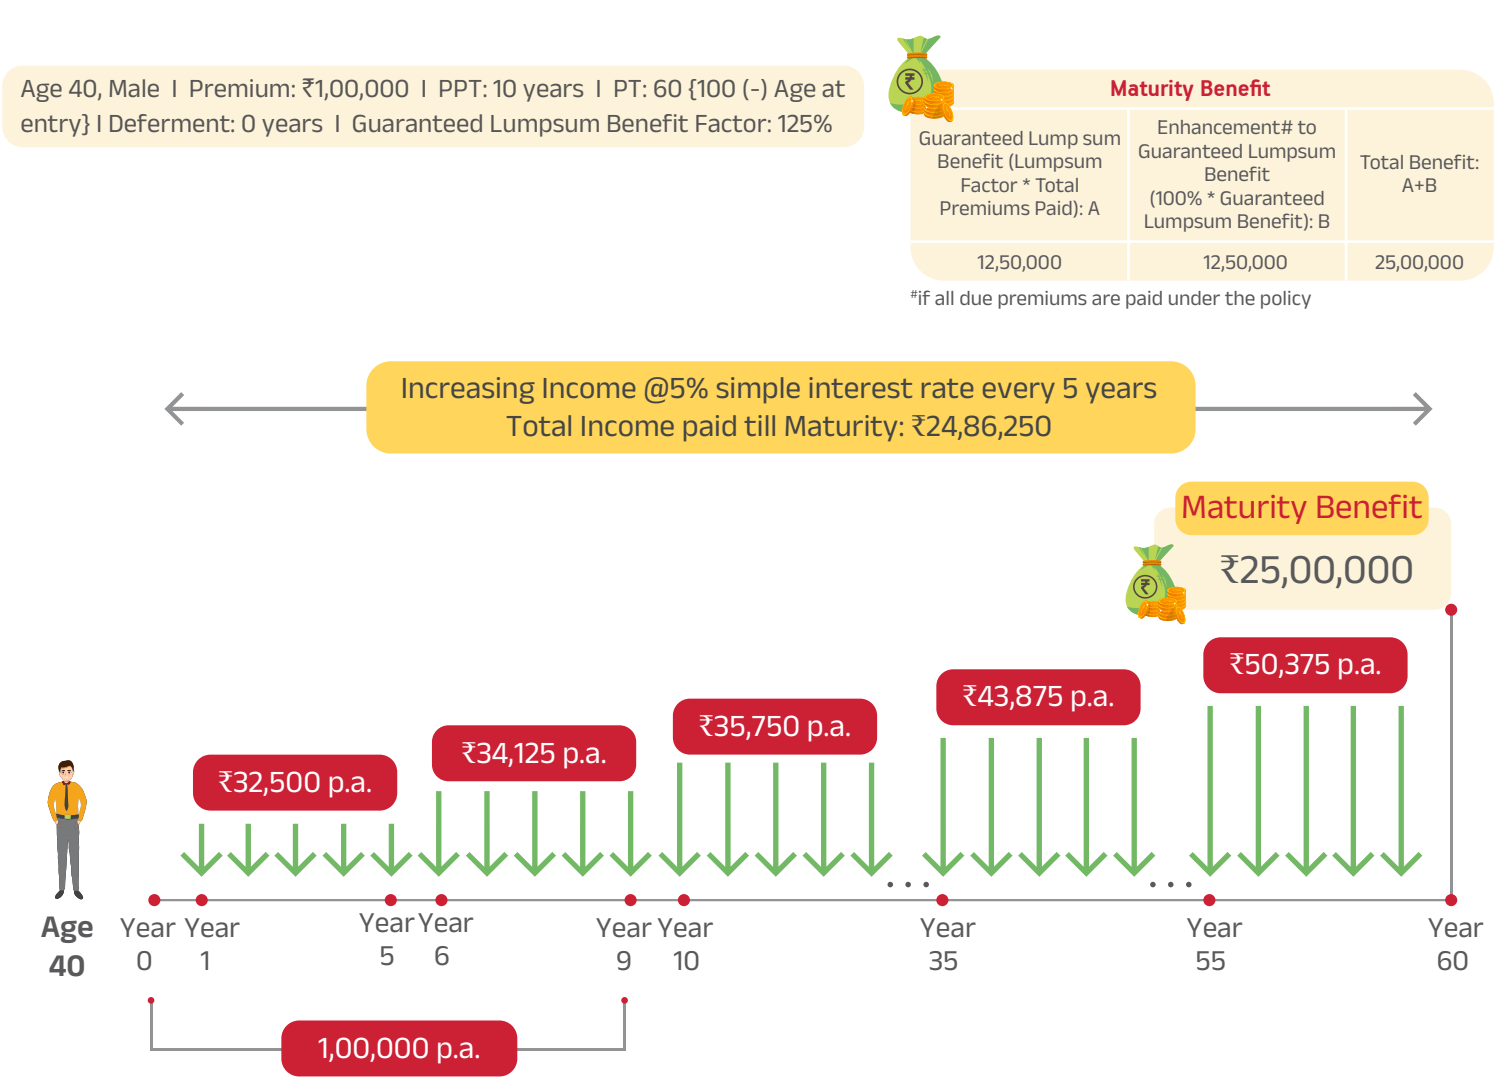 Age 40, Male I Premium: ₹1,00,000 I PPT: 10 years I PT: 60 {100 (-) Age at
entry} I Deferment: 0 years I Guaranteed Lumpsum Benefit Factor: 125%
₹
Maturity Benefit
Guaranteed Lump sum
Benefit (Lumpsum
Factor * Total
Premiums Paid): A
Enhancement# to
Guaranteed Lumpsum
Benefit
(100% * Guaranteed
Lumpsum Benefit): B
Total Benefit:
A+B
12,50,000
12,50,000
25,00,000
#if all due premiums are paid under the policy
Increasing Income @5% simple interest rate every 5 years
Total Income paid till Maturity: ₹24,86,250
Maturity Benefit
₹25,00,000
₹
₹32,500 p.a.
₹34,125 p.a.
₹35,750 p.a.
₹43,875 p.a.
₹50,375 p.a.
...
...
Age
40
Year
0
Year
1
Year
5
Year
6
Year
9
Year
10
Year
35
Year
55
Year
60
1,00,000 p.a.